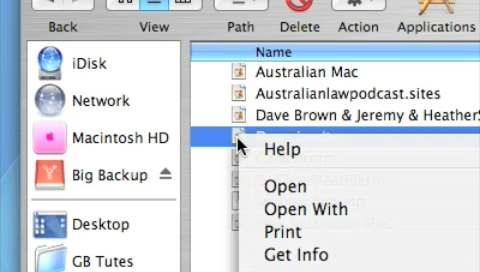 Back View Path Delete Action Applications
Name
iDisk
Network
Macintosh HD
Big Backup
Desktop
GB Tutes
Australian Mac
Australianlawpodcast.sites
Dave Brown & Jeremy & HeatherS
Help
Open
Open With
Print
Get Info